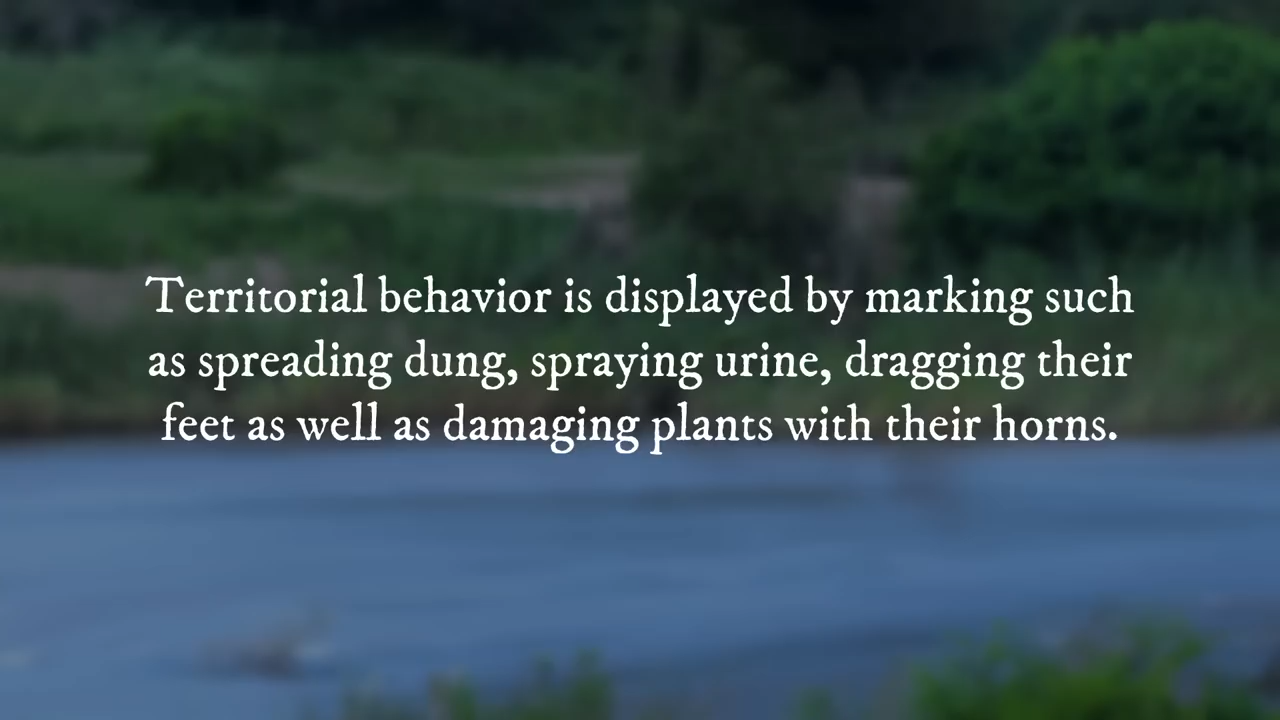 Territorial behavior is displayed by marking such
as spreading dung, spraying urine, dragging their
feet as well as damaging plants with their horns.